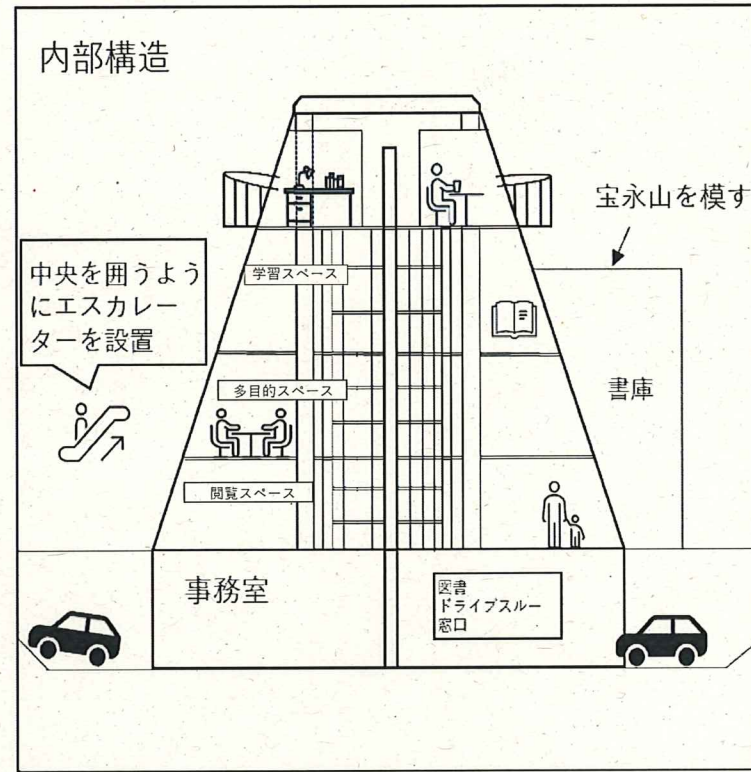 内部構造
宝永山を模す
中央を囲うよう
にエスカレー
ターを設置
学習スペース
多目的スペース
書庫
閲覧スペース
事務室
図書
ドライブスルー
窓口